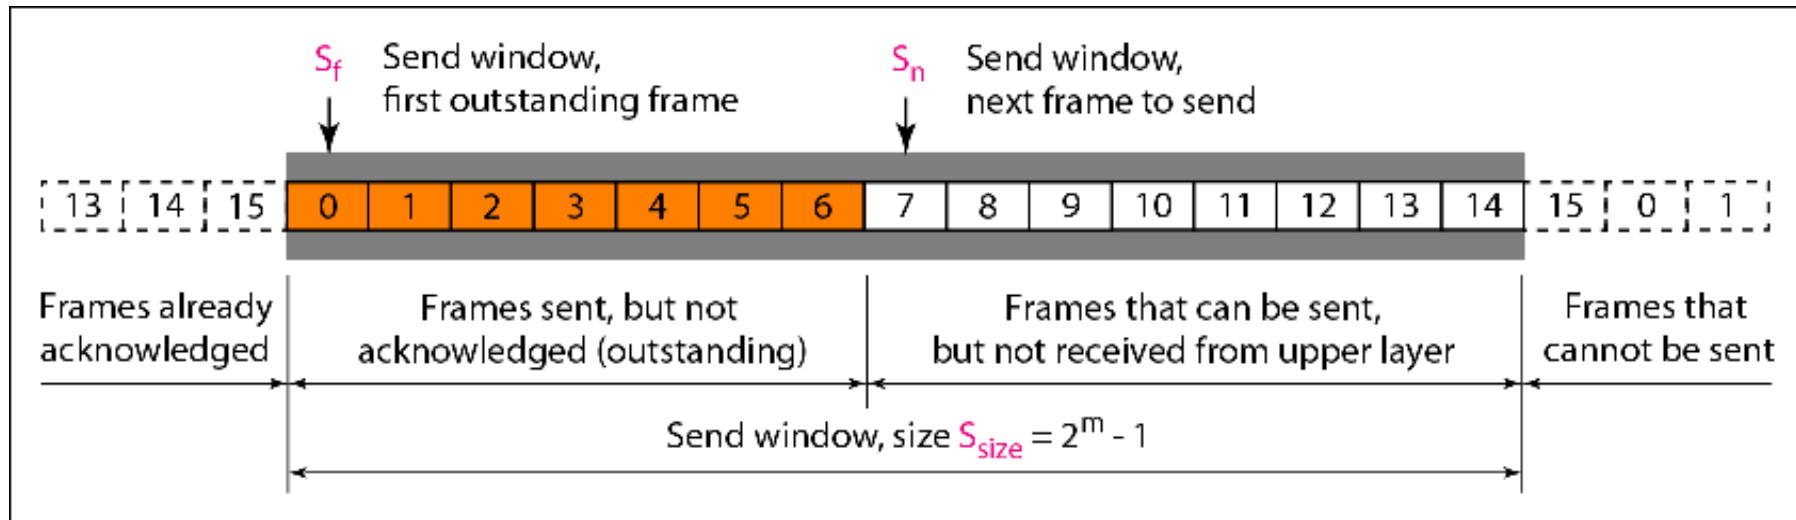 Sf Send window, first outstanding frame
Sn Send window, next frame to send
13 14 15 0 1 2 3 4 5 6 7 8 9 10 11 12 13 14 15 0 1
Frames already acknowledged
Frames sent, but not acknowledged (outstanding)
Frames that can be sent, but not received from upper layer
Frames that cannot be sent
Send window, size Ssize = 2^m - 1